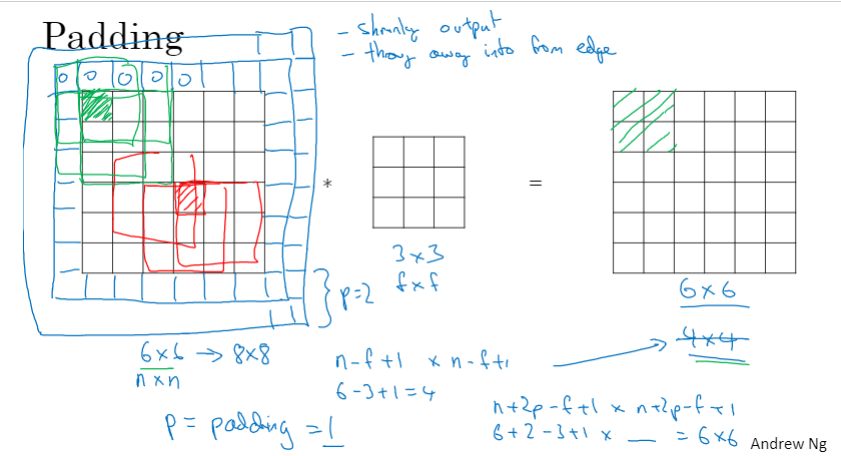 Padding
- shrinky output
- throw away info from edge
0 0 0 0 0
*
=
3×3
f×f
p=2
6×6
4×4
6×6 → 8×8
n×n
n-f+1 × n-f+1
6-3+1=4
p = padding = 1
n+2p-f+1 × n+2p-f+1
6+2-3+1 × __ = 6×6
Andrew Ng